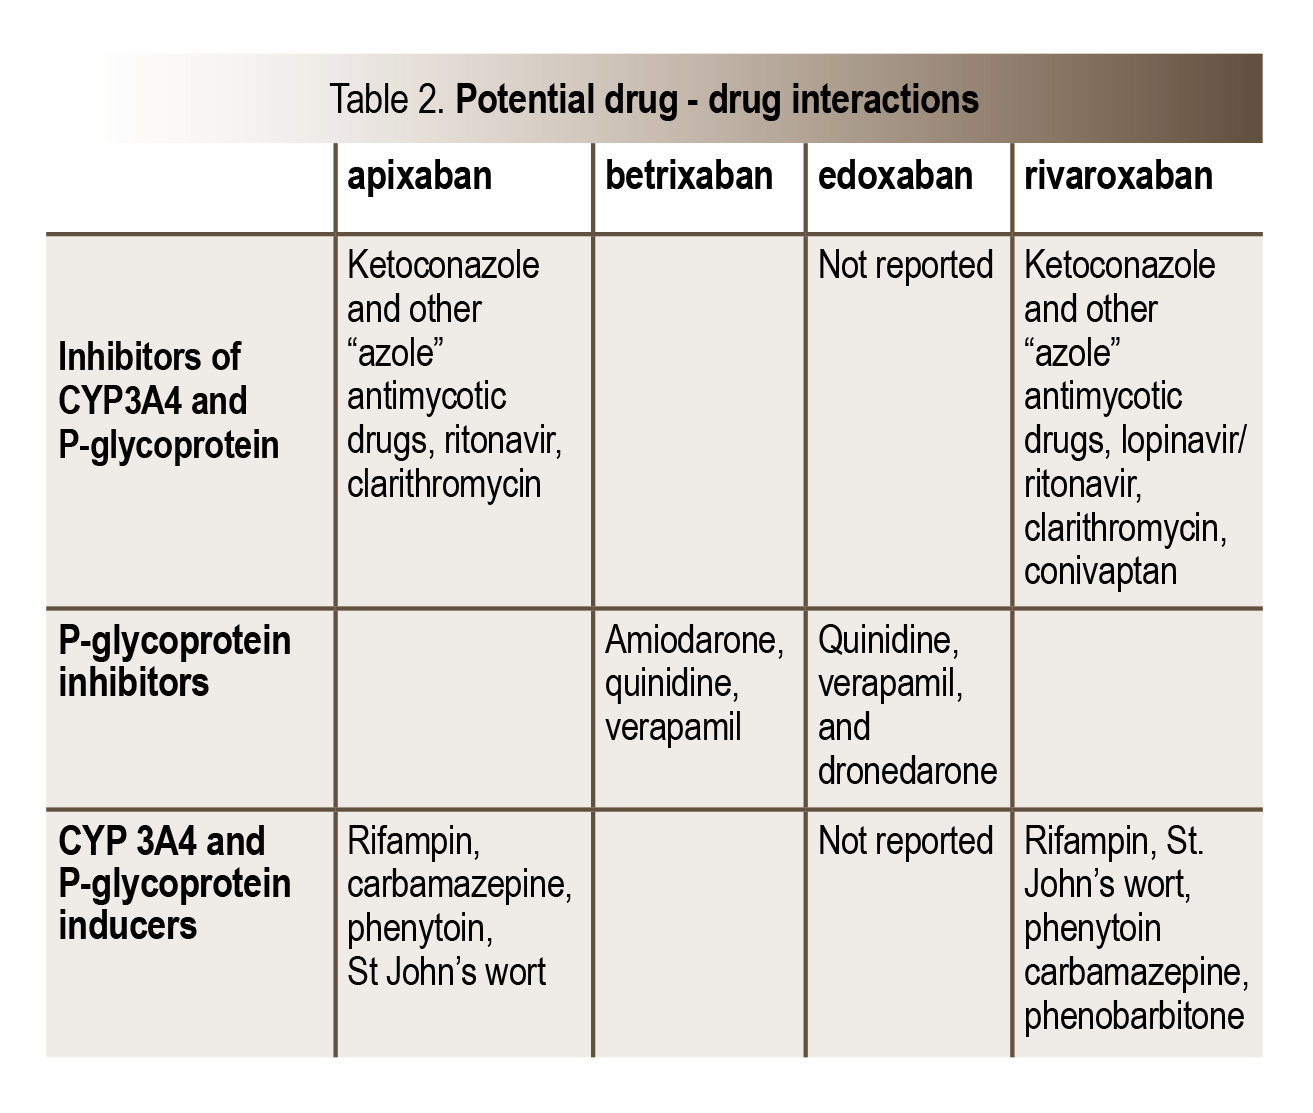 Table 2. Potential drug - drug interactions
apixaban
betrixaban
edoxaban
rivaroxaban
Inhibitors of
CYP3A4 and
P-glycoprotein
Ketoconazole
and other
“azole”
antimycotic
drugs, ritonavir,
clarithromycin
Not reported
Ketoconazole
and other
“azole”
antimycotic
drugs, lopinavir/
ritonavir,
clarithromycin,
conivaptan
P-glycoprotein
inhibitors
Amiodarone,
quinidine,
verapamil
Quinidine,
verapamil,
and
dronedarone
CYP 3A4 and
P-glycoprotein
inducers
Rifampin,
carbamazepine,
phenytoin,
St John’s wort
Not reported
Rifampin, St.
John’s wort,
phenytoin
carbamazepine,
phenobarbitone